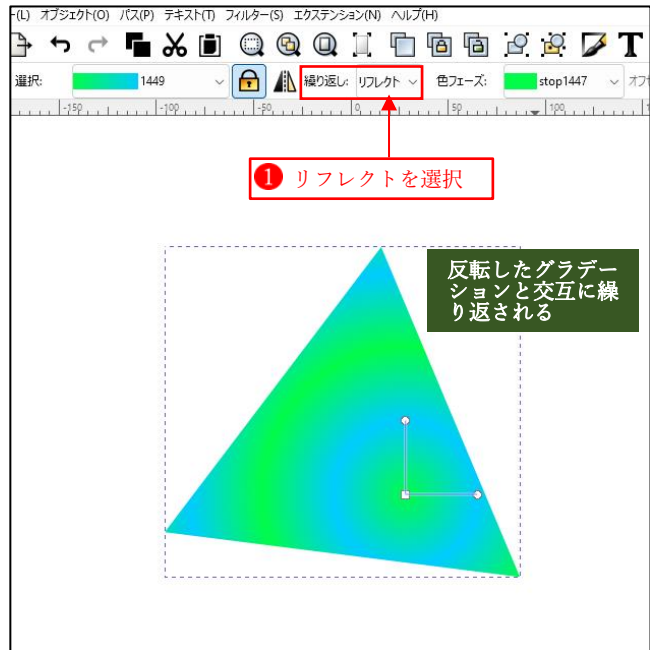 (L) オブジェクト(O) パス(P) テキスト(T) フィルター(S) エクステンション(N) ヘルプ(H)
選択: 1449 繰り返し: リフレクト 色フェーズ: stop1447 オフ
-150 -100 -50 0 50 100
1 リフレクトを選択
反転したグラデー
ションと交互に繰
り返される